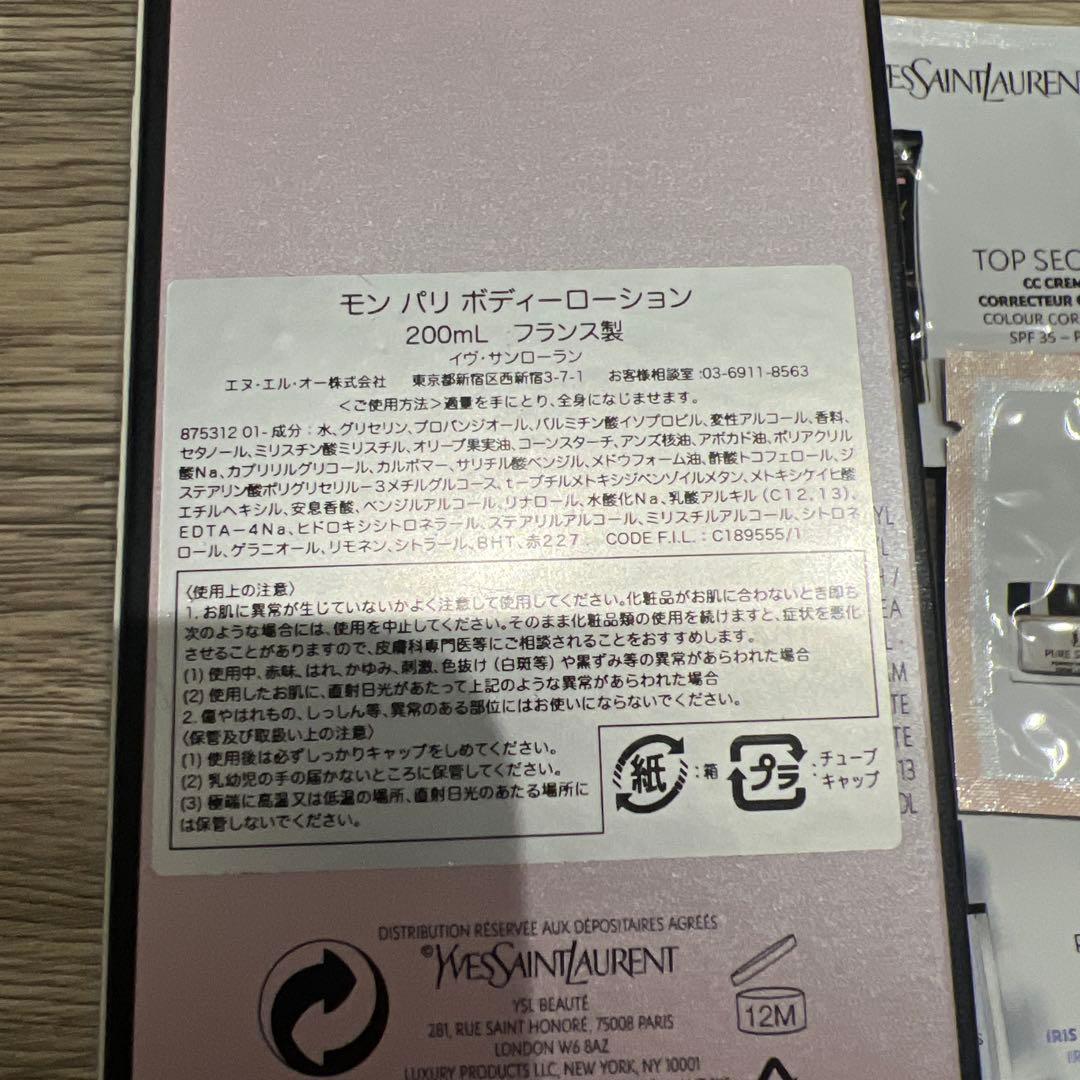 モン パリ ボディーローション
200mL フランス製
イヴ・サンローラン
エヌ・エル・オー株式会社 東京都新宿区西新宿3-7-1 お客様相談室:03-6911-8563
<ご使用方法>適量を手にとり、全身になじませます。
875312 01-成分:水、グリセリン、プロパンジオール、パルミチン酸イソプロピル、変性アルコール、香料、
セタノール、ミリスチン酸ミリスチル、オリーブ果実油、コーンスターチ、アンズ核油、アボカド油、ポリアクリル
酸Na、カプリリルグリコール、カルボマー、サリチル酸ベンジル、メドウフォーム油、酢酸トコフェロール、ジ
ステアリン酸ポリグリセリル-3メチルグルコース、t-ブチルメトキシジベンゾイルメタン、メトキシケイヒ酸
エチルヘキシル、安息香酸、ベンジルアルコール、リナロール、水酸化Na、乳酸アルキル(C12,13)、
EDTA-4Na、ヒドロキシシトロネラール、ステアリルアルコール、ミリスチルアルコール、シトロネ
ロール、ゲラニオール、リモネン、シトラール、BHT、赤227 CODE F.I.L.:C189555/1
〈使用上の注意〉
1. お肌に異常が生じていないかよく注意して使用してください。化粧品がお肌に合わないとき即ち
次のような場合には、使用を中止してください。そのまま化粧品類の使用を続けますと、症状を悪化
させることがありますので、皮膚科専門医等にご相談されることをおすすめします。
(1) 使用中、赤味、はれ、かゆみ、刺激、色抜け(白斑等)や黒ずみ等の異常があらわれた場合
(2) 使用したお肌に、直射日光があたって上記のような異常があらわれた場合
2. 傷やはれもの、しっしん等、異常のある部位にはお使いにならないでください。
〈保管及び取扱い上の注意〉
(1) 使用後は必ずしっかりキャップをしめてください。
(2) 乳幼児の手の届かないところに保管してください。
(3) 極端に高温又は低温の場所、直射日光のあたる場所に
は保管しないでください。
紙 :箱
プラ :チューブ
キャップ
DISTRIBUTION RÉSERVÉE AUX DÉPOSITAIRES AGRÉÉS
©YVESSAINTLAURENT
YSL BEAUTÉ
281, RUE SAINT HONORÉ, 75008 PARIS
LONDON W6 8AZ
LUXURY PRODUCTS LLC, NEW YORK, NY 10001
12M
ESSAINTLAUREN
TOP SEC
CC CREM
CORRECTEUR
COLOUR COR
SPF 35 – P
PURE S
IRIS